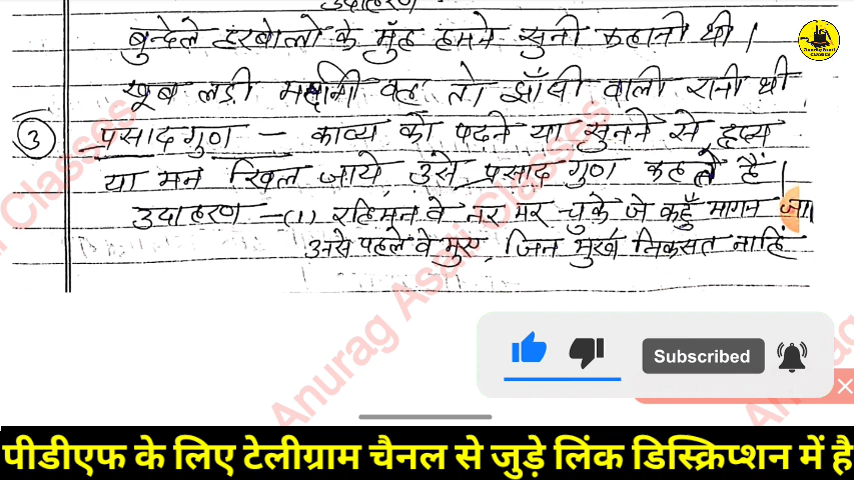 उदाहरण
बुन्देले हरबोलो के मुँह हमने सुनी कहानी थी।
खूब लड़ी मर्दानी वह तो झाँसी वाली रानी थी
③ प्रसाद गुण – काव्य को पढने या सुनने से हृदय
या मन खिल जाये उसे प्रसाद गुण कहते हैं।
उदाहरण –(1) रहिमन वे नर मर चुके जे कहुँ मागन जा
उनसे पहले वे मुए, जिन मुख निकसत नाहिं
Anurag Asati Classes
Subscribed
पीडीएफ के लिए टेलीग्राम चैनल से जुड़े लिंक डिस्क्रिप्शन में है